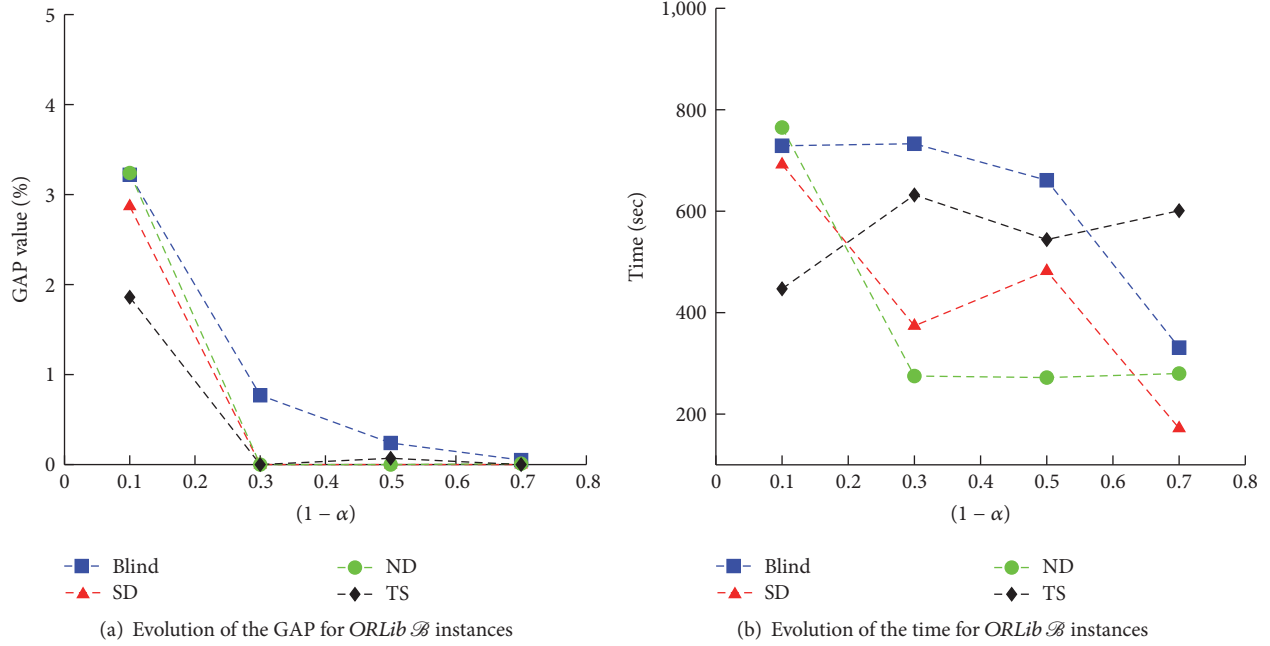 5
4
3
2
1
0
GAP value (%)
0
0.1
0.2
0.3
0.4
0.5
0.6
0.7
0.8
(1 − α)
Blind
ND
SD
TS
(a) Evolution of the GAP for ORLib ℬ instances
1,000
800
600
400
200
Time (sec)
0
0.1
0.2
0.3
0.4
0.5
0.6
0.7
0.8
(1 − α)
Blind
ND
SD
TS
(b) Evolution of the time for ORLib ℬ instances